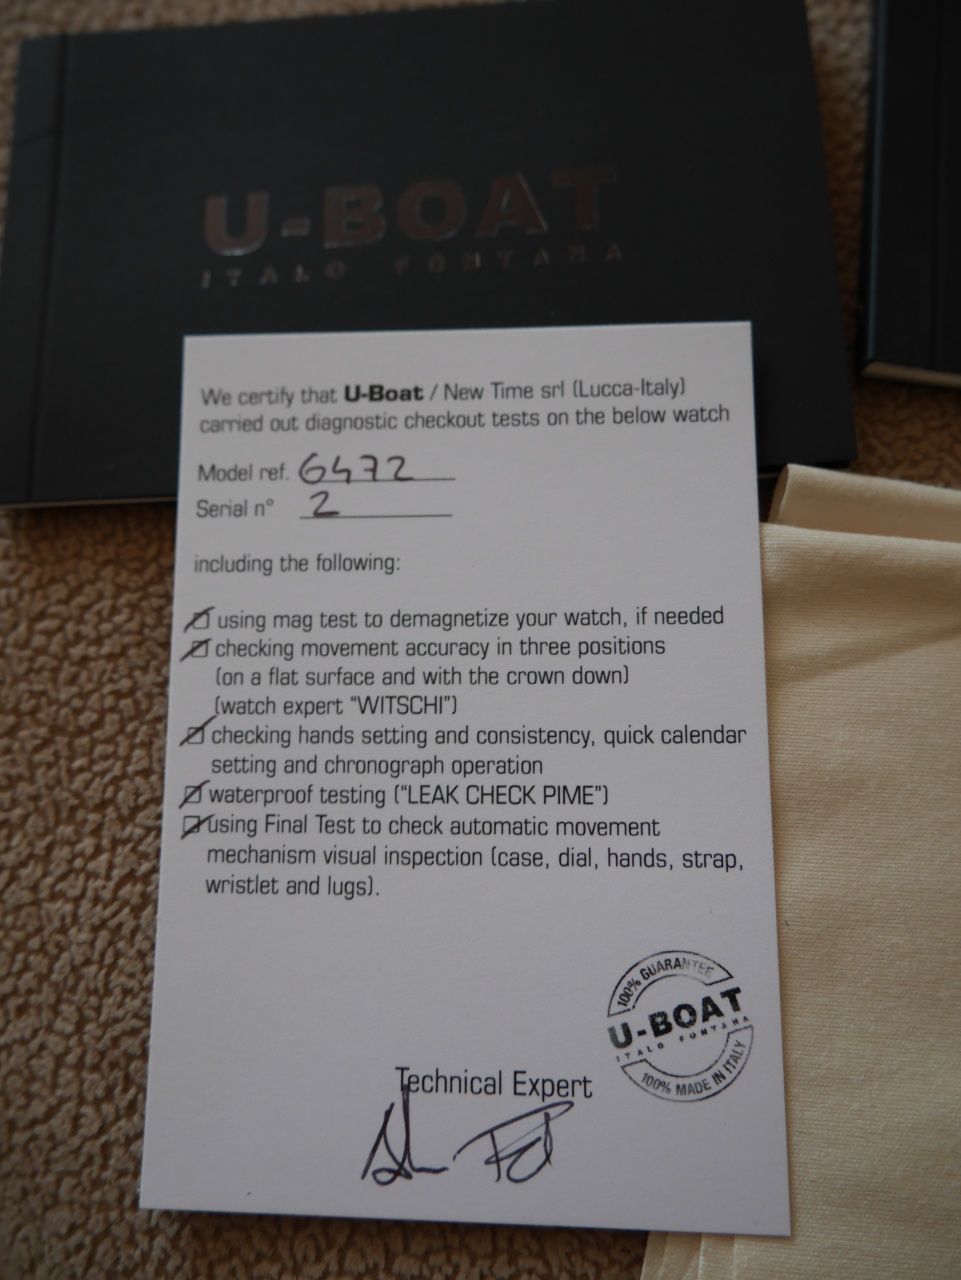 U-BOAT
ITALO FONTANA
We certify that U-Boat / New Time srl (Lucca-Italy)
carried out diagnostic checkout tests on the below watch
Model ref. 6472
Serial n° 2
including the following:
using mag test to demagnetize your watch, if needed
checking movement accuracy in three positions
(on a flat surface and with the crown down)
(watch expert "WITSCHI")
checking hands setting and consistency, quick calendar
setting and chronograph operation
waterproof testing ("LEAK CHECK PIME")
using Final Test to check automatic movement
mechanism visual inspection (case, dial, hands, strap,
wristlet and lugs).
100% GUARANTEE
U-BOAT
ITALO FONTANA
100% MADE IN ITALY
Technical Expert